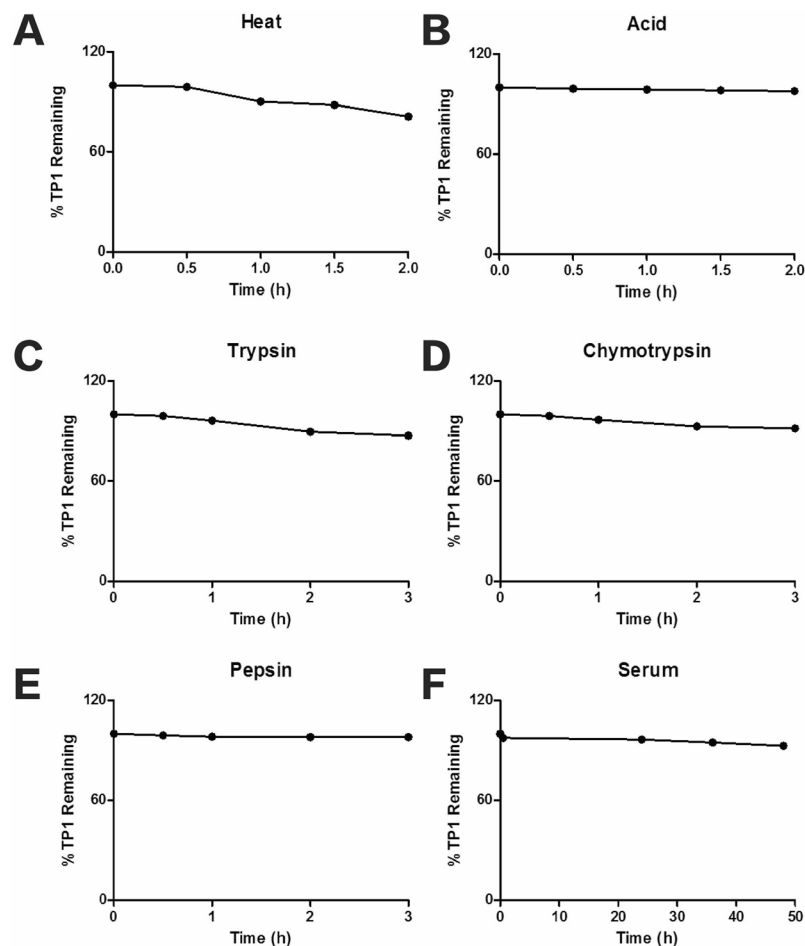 A
Heat
% TP1 Remaining
120
60
0
0.0 0.5 1.0 1.5 2.0
Time (h)
B
Acid
% TP1 Remaining
120
60
0
0.0 0.5 1.0 1.5 2.0
Time (h)
C
Trypsin
% TP1 Remaining
120
60
0
0 1 2 3
Time (h)
D
Chymotrypsin
% TP1 Remaining
120
60
0
0 1 2 3
Time (h)
E
Pepsin
% TP1 Remaining
120
60
0
0 1 2 3
Time (h)
F
Serum
% TP1 Remaining
120
60
0
0 10 20 30 40 50
Time (h)